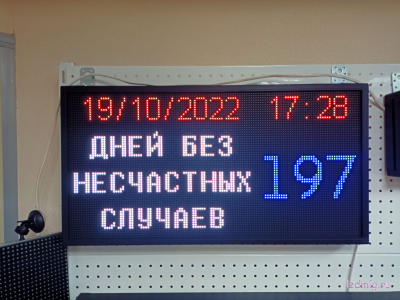 19/10/2022 17:28
ДНЕЙ БЕЗ
НЕСЧАСТНЫХ
СЛУЧАЕВ
197